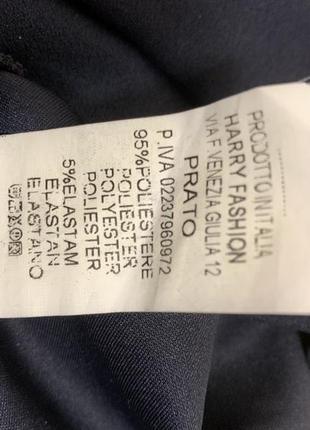 PRODOTTO IN ITALIA
HARRY FASHION
VIA F. VENEZIA GIULIA 12
PRATO
P.IVA 02237960972
95%POLIESTERE
POLIESTER
POLYESTER
POLIESTER
5%ELASTAM
ELASTAN
ELASTANO